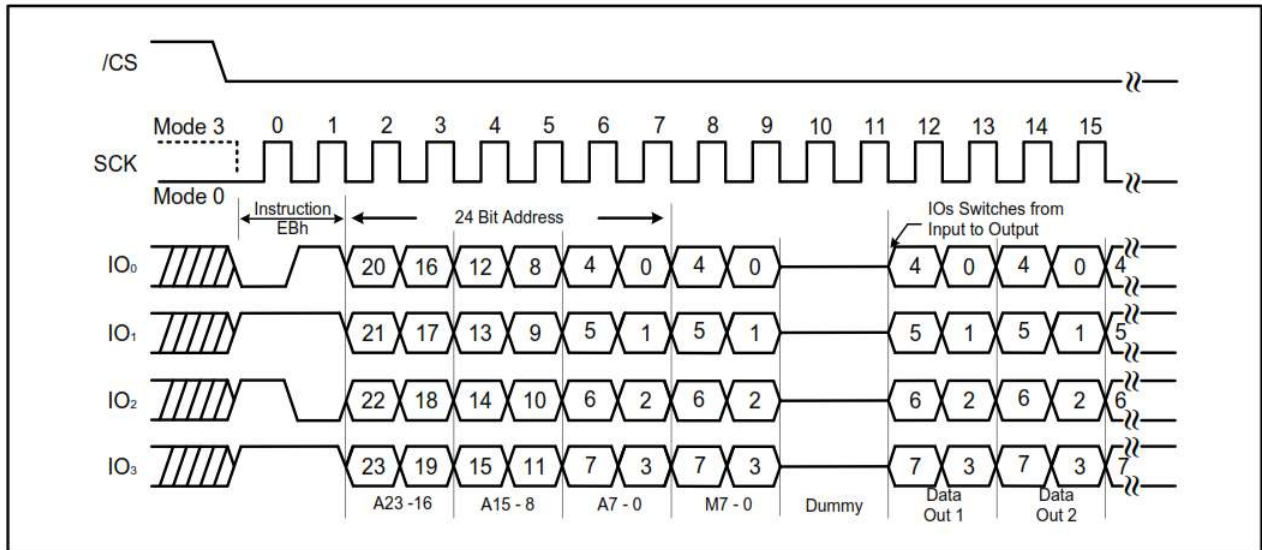 /CS
Mode 3 0 1 2 3 4 5 6 7 8 9 10 11 12 13 14 15
SCK
Mode 0
Instruction
EBh
24 Bit Address
IOs Switches from
Input to Output
IO₀ 20 16 12 8 4 0 4 0 4 0 4 0 4
IO₁ 21 17 13 9 5 1 5 1 5 1 5 1 5
IO₂ 22 18 14 10 6 2 6 2 6 2 6 2 6
IO₃ 23 19 15 11 7 3 7 3 7 3 7 3 7
A23 -16 A15 - 8 A7 - 0 M7 - 0 Dummy
Data
Out 1
Data
Out 2